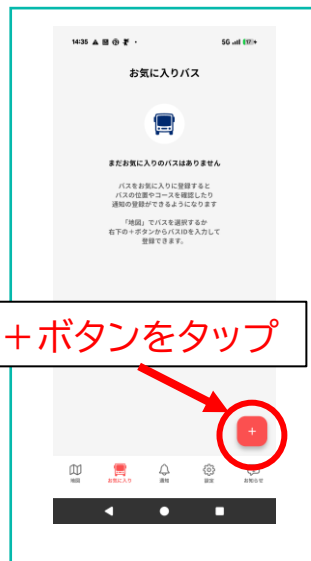 14:35
5G
お気に入りバス
まだお気に入りのバスはありません
バスをお気に入りに登録すると
バスの位置やコースを確認したり
通知の登録ができるようになります
「地図」でバスを選択するか
右下の+ボタンからバスIDを入力して
登録できます。
+ボタンをタップ
+
地図
お気に入り
通知
設定
お知らせ